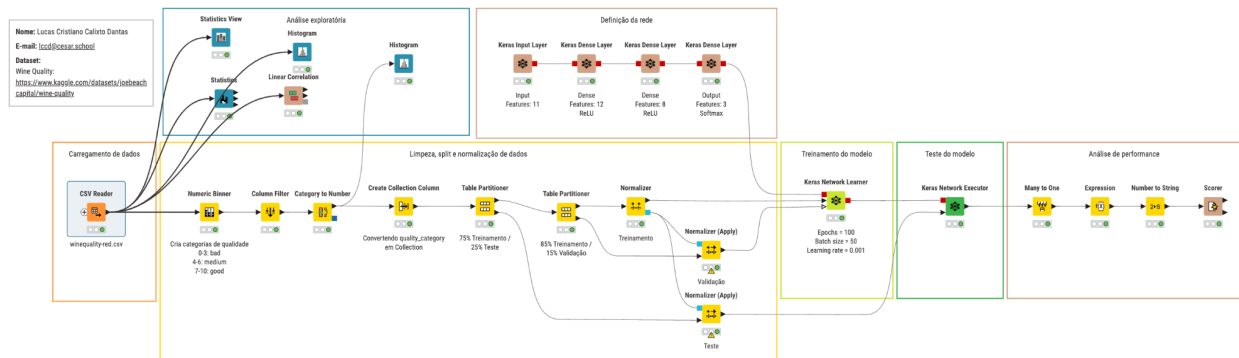 Nome: Lucas Cristiano Calixto Dantas
E-mail: lccd@cesar.school
Dataset:
Wine Quality:
https://www.kaggle.com/datasets/joebeach
capital/wine-quality
Análise exploratória
Statistics View
Histogram
Histogram
Statistics
Linear Correlation
Definição da rede
Keras Input Layer
Keras Dense Layer
Keras Dense Layer
Keras Dense Layer
Input
Features: 11
Dense
Features: 12
ReLU
Dense
Features: 8
ReLU
Output
Features: 3
Softmax
Carregamento de dados
CSV Reader
winequality-red.csv
Limpeza, split e normalização de dados
Numeric Binner
Cria categorias de qualidade
0-3: bad
4-6: medium
7-10: good
Column Filter
Category to Number
Create Collection Column
Convertendo quality_category
em Collection
Table Partitioner
75% Treinamento /
25% Teste
Table Partitioner
85% Treinamento /
15% Validação
Normalizer
Treinamento
Normalizer (Apply)
Validação
Normalizer (Apply)
Teste
Treinamento do modelo
Keras Network Learner
Epochs = 100
Batch size = 50
Learning rate = 0.001
Teste do modelo
Keras Network Executor
Análise de performance
Many to One
Expression
Number to String
2➔S
Scorer